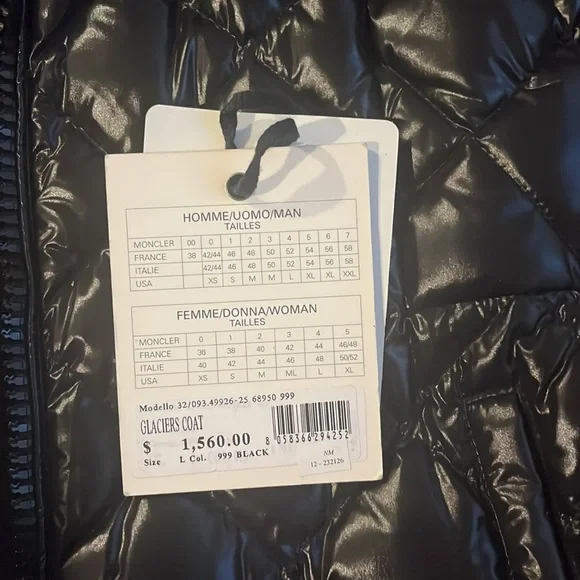 HOMME/UOMO/MAN
TAILLES
MONCLER 00 0 1 2 3 4 5 6 7
FRANCE 38 42/44 46 48 50 52 54 56 58
ITALIE 42/44 46 48 50 52 54 56 58
USA XS S M M L XL XL XXL
FEMME/DONNA/WOMAN
TAILLES
MONCLER 0 1 2 3 4 5
FRANCE 36 38 40 42 44 46/48
ITALIE 40 42 44 46 48 50/52
USA XS S M ML L XL
Modello 32/093.49926-25 68950 999
GLACIERS COAT
$ 1,560.00
8 058366 294252
Size L Col. 999 BLACK
NM
12 - 232126